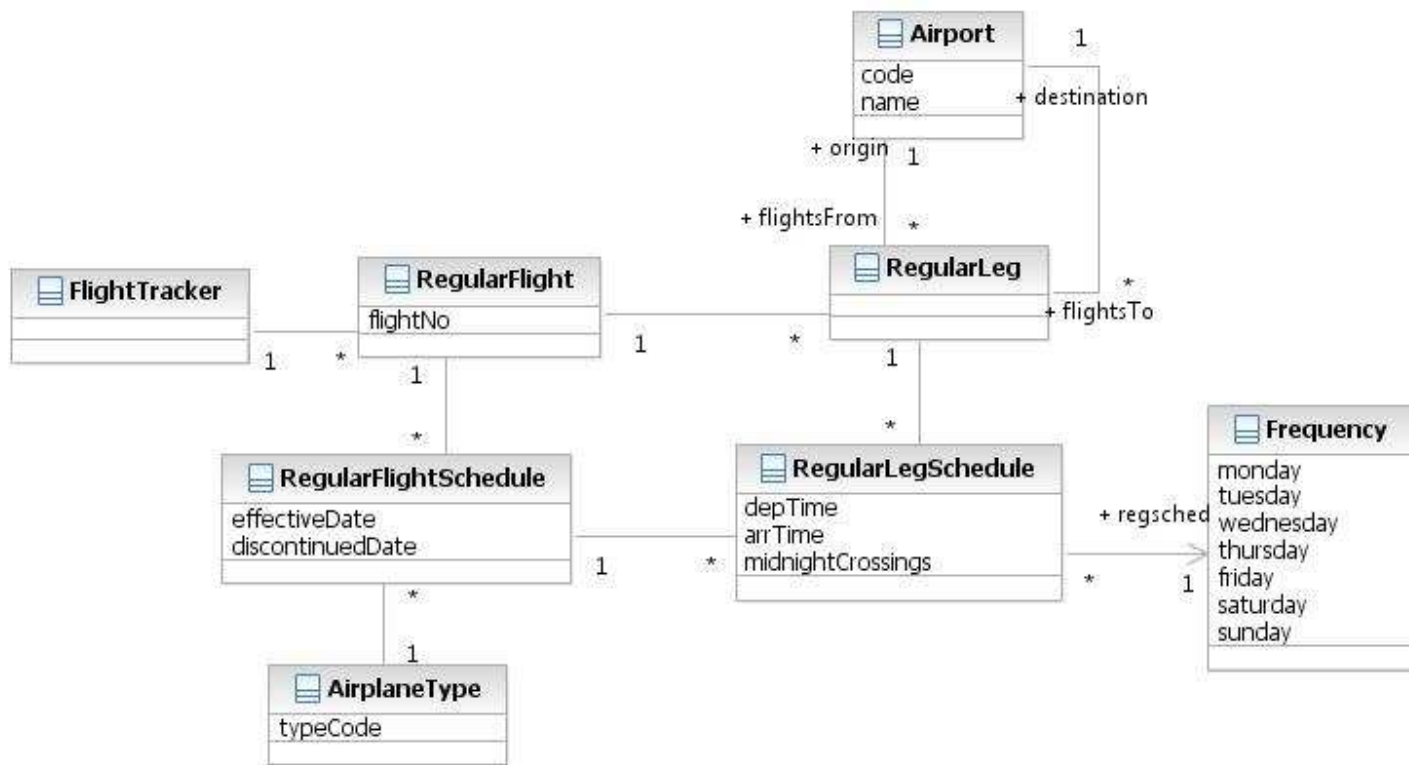 Airport
1
code
name
+ destination
+ origin
1
+ flightsFrom
*
RegularLeg
*
+ flightsTo
FlightTracker
RegularFlight
flightNo
1
*
1
*
1
1
*
*
RegularFlightSchedule
effectiveDate
discontinuedDate
RegularLegSchedule
depTime
arrTime
midnightCrossings
+ regsched
Frequency
monday
tuesday
wednesday
thursday
friday
saturday
sunday
1
*
*
1
*
1
AirplaneType
typeCode